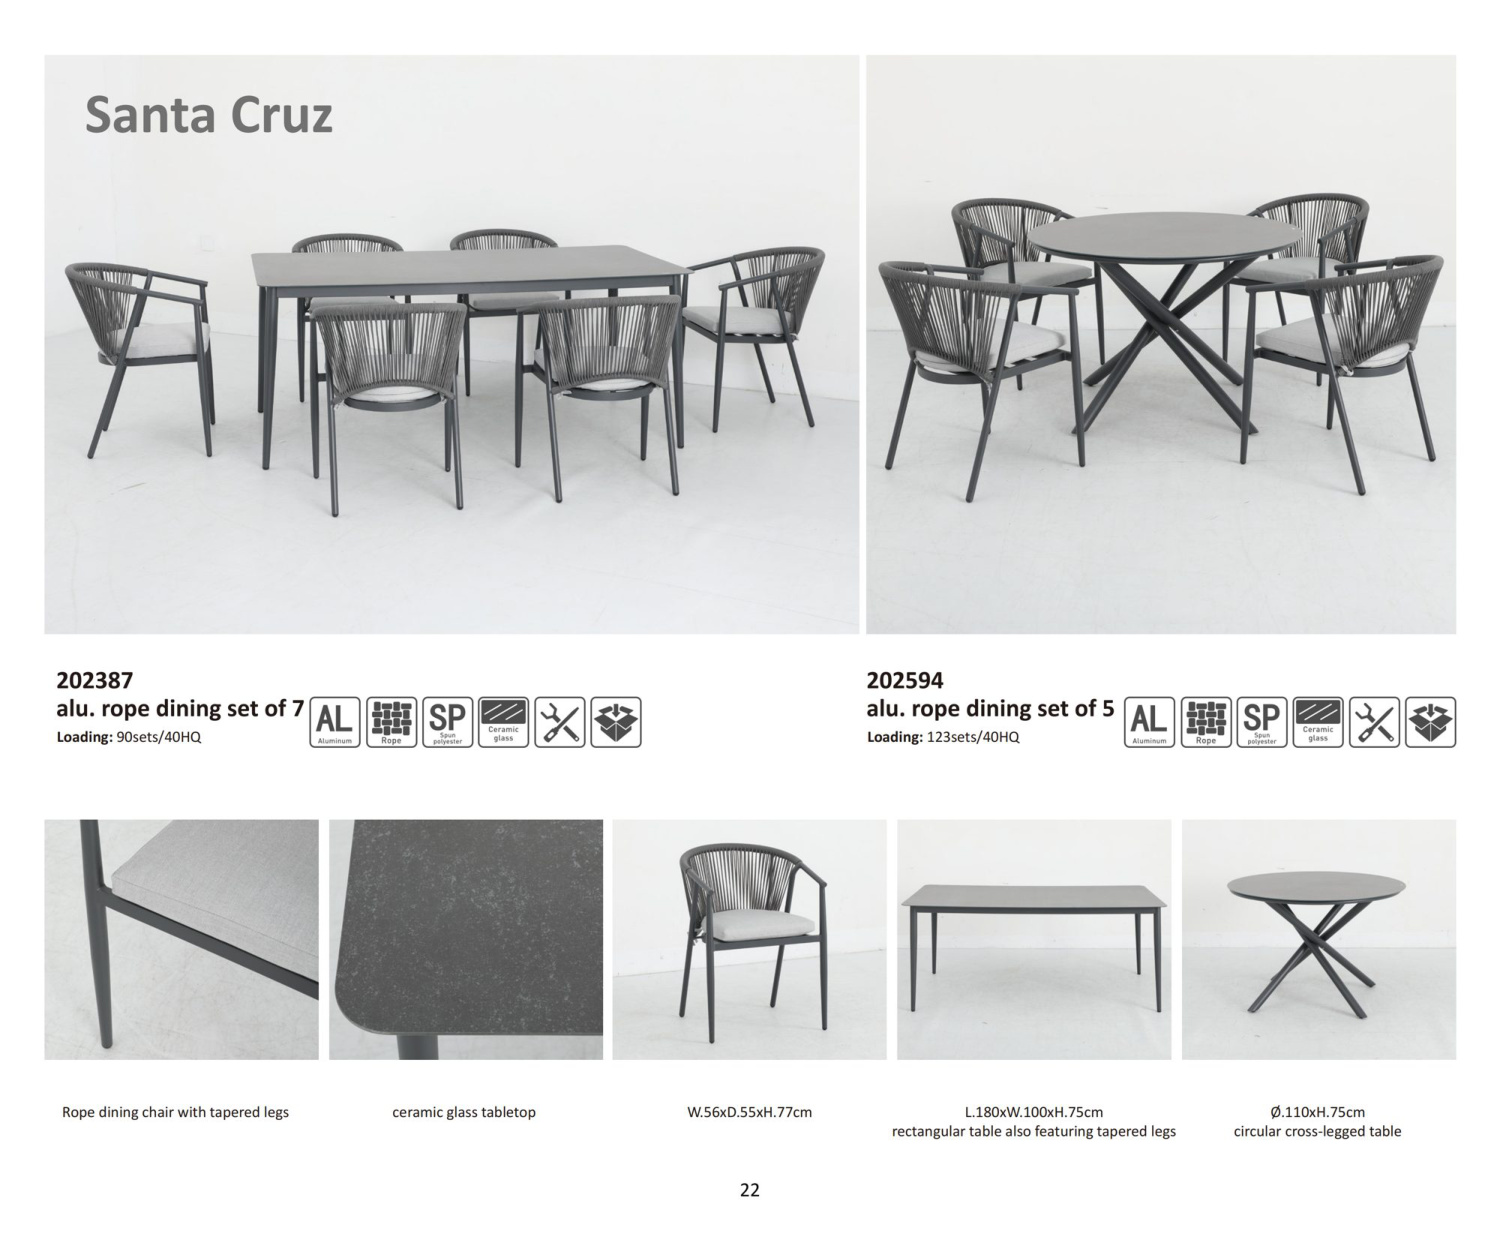 Santa Cruz
202387
alu. rope dining set of 7
Loading: 90sets/40HQ
AL
Aluminum
Rope
SP
Spun
polyester
Ceramic
glass
202594
alu. rope dining set of 5
Loading: 123sets/40HQ
AL
Aluminum
Rope
SP
Spun
polyester
Ceramic
glass
Rope dining chair with tapered legs
ceramic glass tabletop
W.56xD.55xH.77cm
L.180xW.100xH.75cm
rectangular table also featuring tapered legs
Ø.110xH.75cm
circular cross-legged table
22